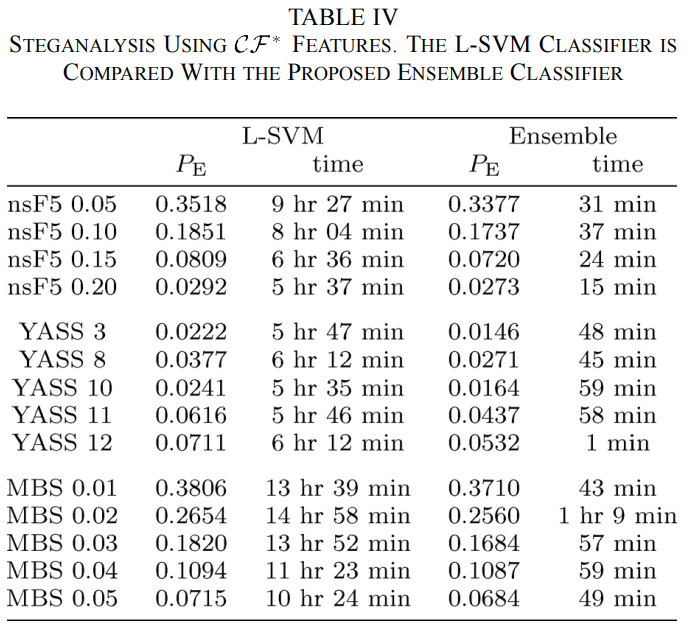 TABLE IV
STEGANALYSIS USING CF* FEATURES. THE L-SVM CLASSIFIER IS
COMPARED WITH THE PROPOSED ENSEMBLE CLASSIFIER
L-SVM Ensemble
PE time PE time
nsF5 0.05 0.3518 9 hr 27 min 0.3377 31 min
nsF5 0.10 0.1851 8 hr 04 min 0.1737 37 min
nsF5 0.15 0.0809 6 hr 36 min 0.0720 24 min
nsF5 0.20 0.0292 5 hr 37 min 0.0273 15 min
YASS 3 0.0222 5 hr 47 min 0.0146 48 min
YASS 8 0.0377 6 hr 12 min 0.0271 45 min
YASS 10 0.0241 5 hr 35 min 0.0164 59 min
YASS 11 0.0616 5 hr 46 min 0.0437 58 min
YASS 12 0.0711 6 hr 12 min 0.0532 1 min
MBS 0.01 0.3806 13 hr 39 min 0.3710 43 min
MBS 0.02 0.2654 14 hr 58 min 0.2560 1 hr 9 min
MBS 0.03 0.1820 13 hr 52 min 0.1684 57 min
MBS 0.04 0.1094 11 hr 23 min 0.1087 59 min
MBS 0.05 0.0715 10 hr 24 min 0.0684 49 min